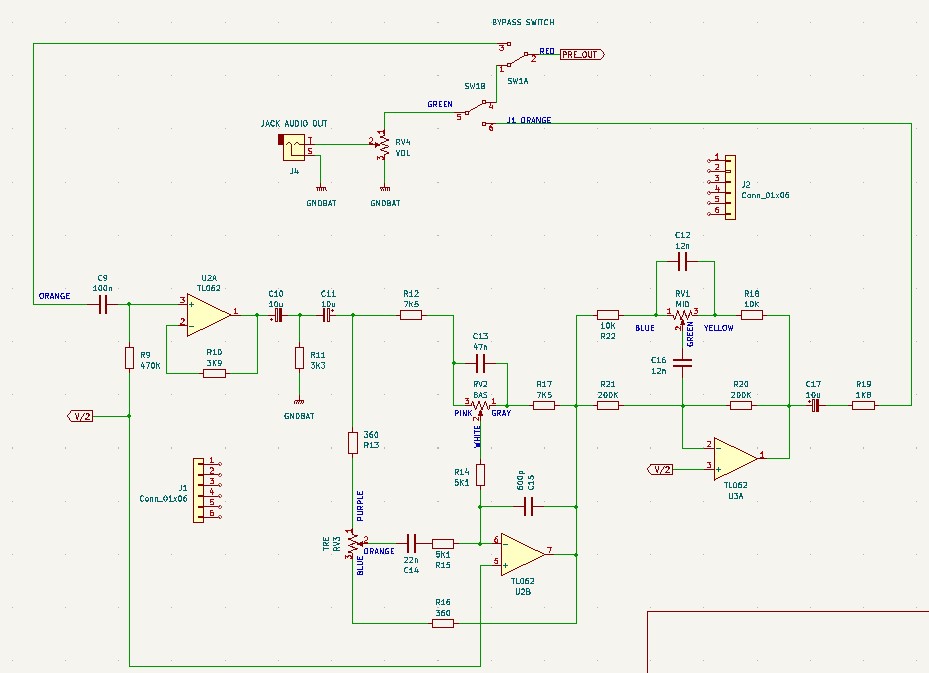 BYPASS SWITCH
3
RED
2
PRE_OUT
1
SW1A
SW1B
GREEN
4
5
J1 ORANGE
6
JACK AUDIO OUT
T
S
J4
1
2
3
RV4
VOL
GNDBAT
GNDBAT
1
2
3
4
5
6
J2
Conn_01x06
C12
12n
ORANGE
C9
100n
U2A
TL062
3
+
2
-
1
C10
10u
C11
10u
R12
7K5
10K
R22
BLUE
RV1
MID
1
3
2
GREEN
YELLOW
R18
10K
R9
470K
R10
3K9
R11
3K3
GNDBAT
C13
47n
C16
12n
RV2
BAS
3
1
2
PINK
GRAY
WHITE
R17
7K5
R21
200K
R20
200K
C17
10u
R19
1K8
V/2
360
R13
2
-
3
+
1
TL062
U3A
V/2
J1
Conn_01x06
1
2
3
4
5
6
R14
5K1
600p
C15
PURPLE
TRE
RV3
1
2
3
ORANGE
BLUE
22n
C14
5K1
R15
6
-
5
+
7
TL062
U2B
R16
360